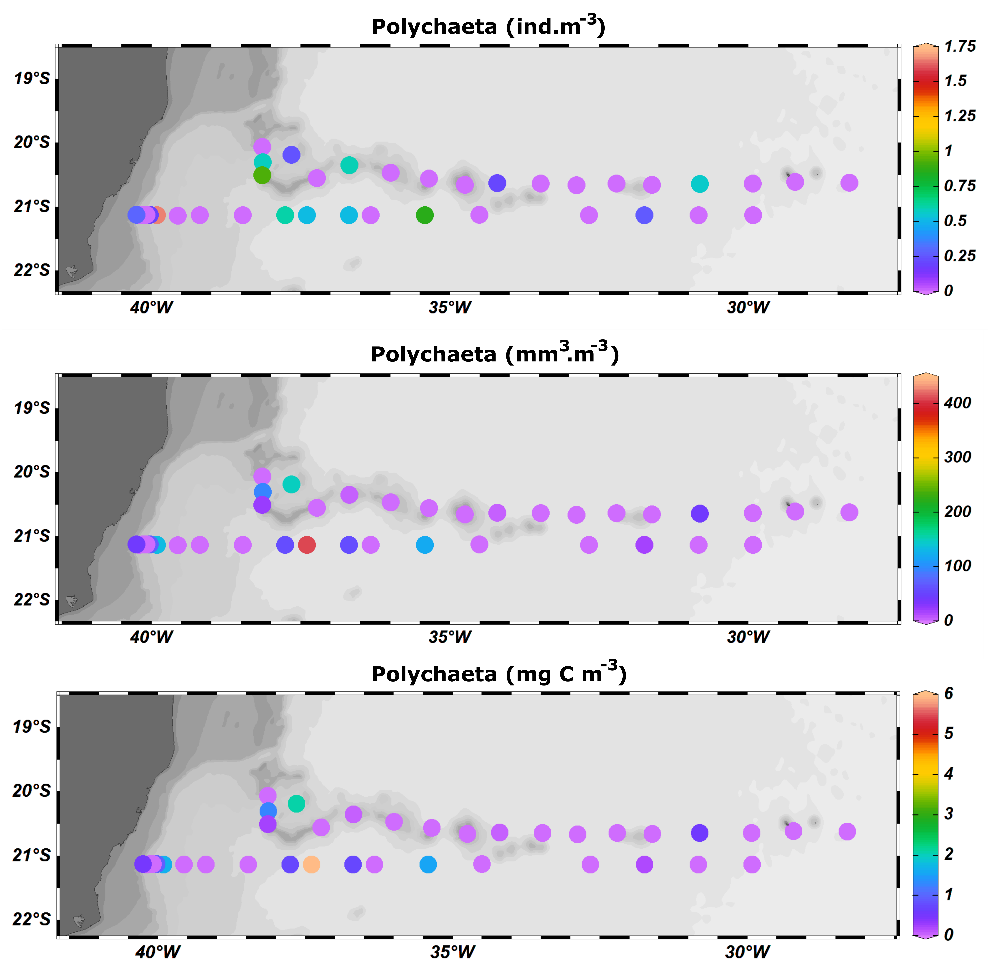 Polychaeta (ind.m⁻³)
19°S
20°S
21°S
22°S
40°W
35°W
30°W
1.75
1.5
1.25
1
0.75
0.5
0.25
0
Polychaeta (mm³.m⁻³)
19°S
20°S
21°S
22°S
40°W
35°W
30°W
400
300
200
100
0
Polychaeta (mg C m⁻³)
19°S
20°S
21°S
22°S
40°W
35°W
30°W
6
5
4
3
2
1
0